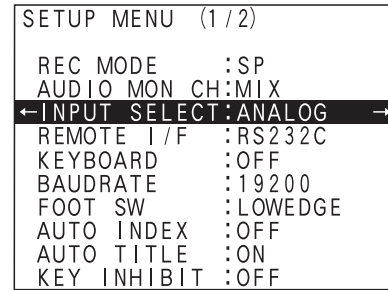 SETUP MENU (1/2)
REC MODE :SP
AUDIO MON CH:MIX
←INPUT SELECT:ANALOG →
REMOTE I/F :RS232C
KEYBOARD :OFF
BAUDRATE :19200
FOOT SW :LOWEDGE
AUTO INDEX :OFF
AUTO TITLE :ON
KEY INHIBIT :OFF